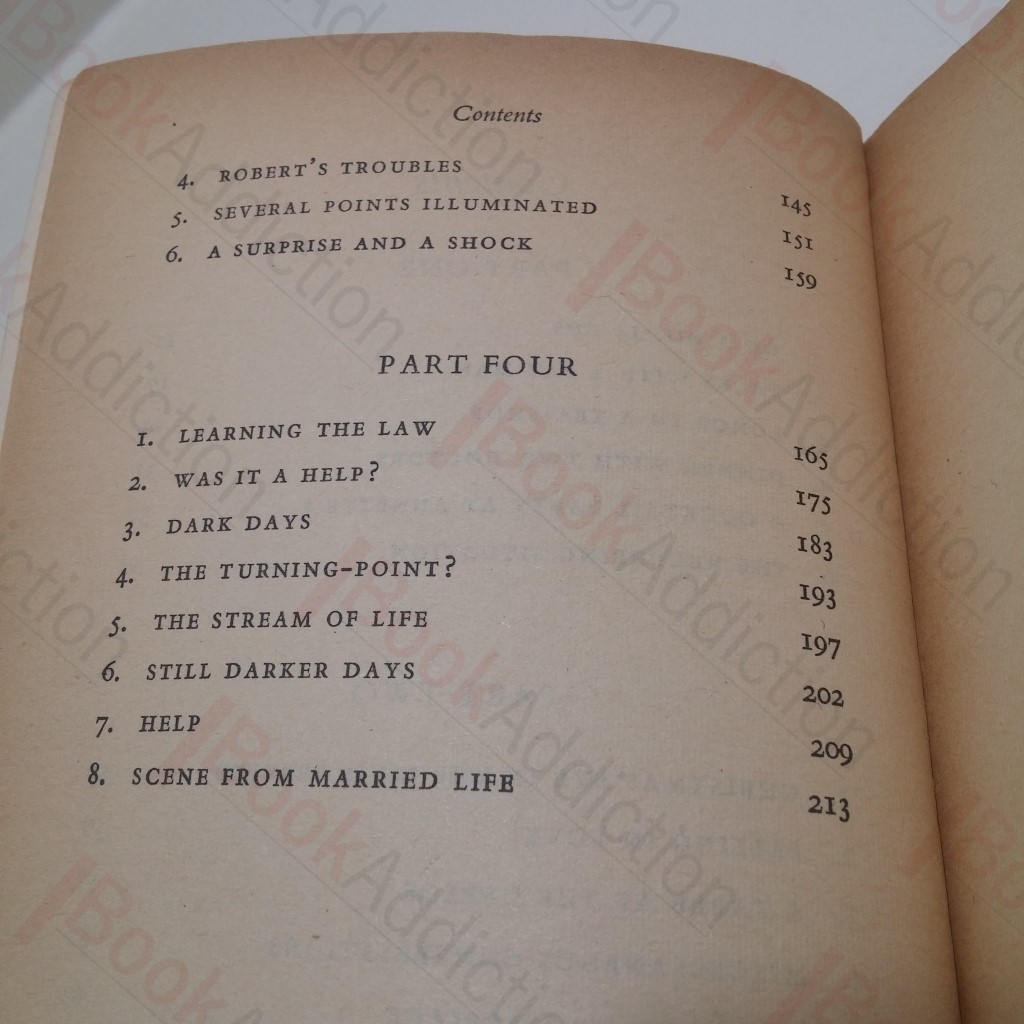 Contents
4. ROBERT'S TROUBLES 145
5. SEVERAL POINTS ILLUMINATED 151
6. A SURPRISE AND A SHOCK 159
PART FOUR
1. LEARNING THE LAW 165
2. WAS IT A HELP? 175
3. DARK DAYS 183
4. THE TURNING-POINT? 193
5. THE STREAM OF LIFE 197
6. STILL DARKER DAYS 202
7. HELP 209
8. SCENE FROM MARRIED LIFE 213
BookAddiction